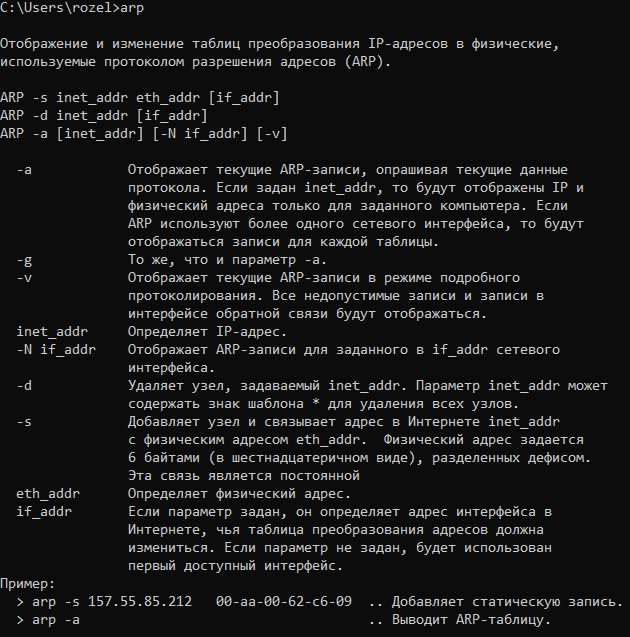 C:\Users\rozel>arp
Отображение и изменение таблиц преобразования IP-адресов в физические,
используемые протоколом разрешения адресов (ARP).
ARP -s inet_addr eth_addr [if_addr]
ARP -d inet_addr [if_addr]
ARP -a [inet_addr] [-N if_addr] [-v]
-a Отображает текущие ARP-записи, опрашивая текущие данные
протокола. Если задан inet_addr, то будут отображены IP и
физический адреса только для заданного компьютера. Если
ARP используют более одного сетевого интерфейса, то будут
отображаться записи для каждой таблицы.
-g То же, что и параметр -a.
-v Отображает текущие ARP-записи в режиме подробного
протоколирования. Все недопустимые записи и записи в
интерфейсе обратной связи будут отображаться.
inet_addr Определяет IP-адрес.
-N if_addr Отображает ARP-записи для заданного в if_addr сетевого
интерфейса.
-d Удаляет узел, задаваемый inet_addr. Параметр inet_addr может
содержать знак шаблона * для удаления всех узлов.
-s Добавляет узел и связывает адрес в Интернете inet_addr
с физическим адресом eth_addr. Физический адрес задается
6 байтами (в шестнадцатеричном виде), разделенных дефисом.
Эта связь является постоянной
eth_addr Определяет физический адрес.
if_addr Если параметр задан, он определяет адрес интерфейса в
Интернете, чья таблица преобразования адресов должна
измениться. Если параметр не задан, будет использован
первый доступный интерфейс.
Пример:
> arp -s 157.55.85.212 00-aa-00-62-c6-09 .. Добавляет статическую запись.
> arp -a .. Выводит ARP-таблицу.